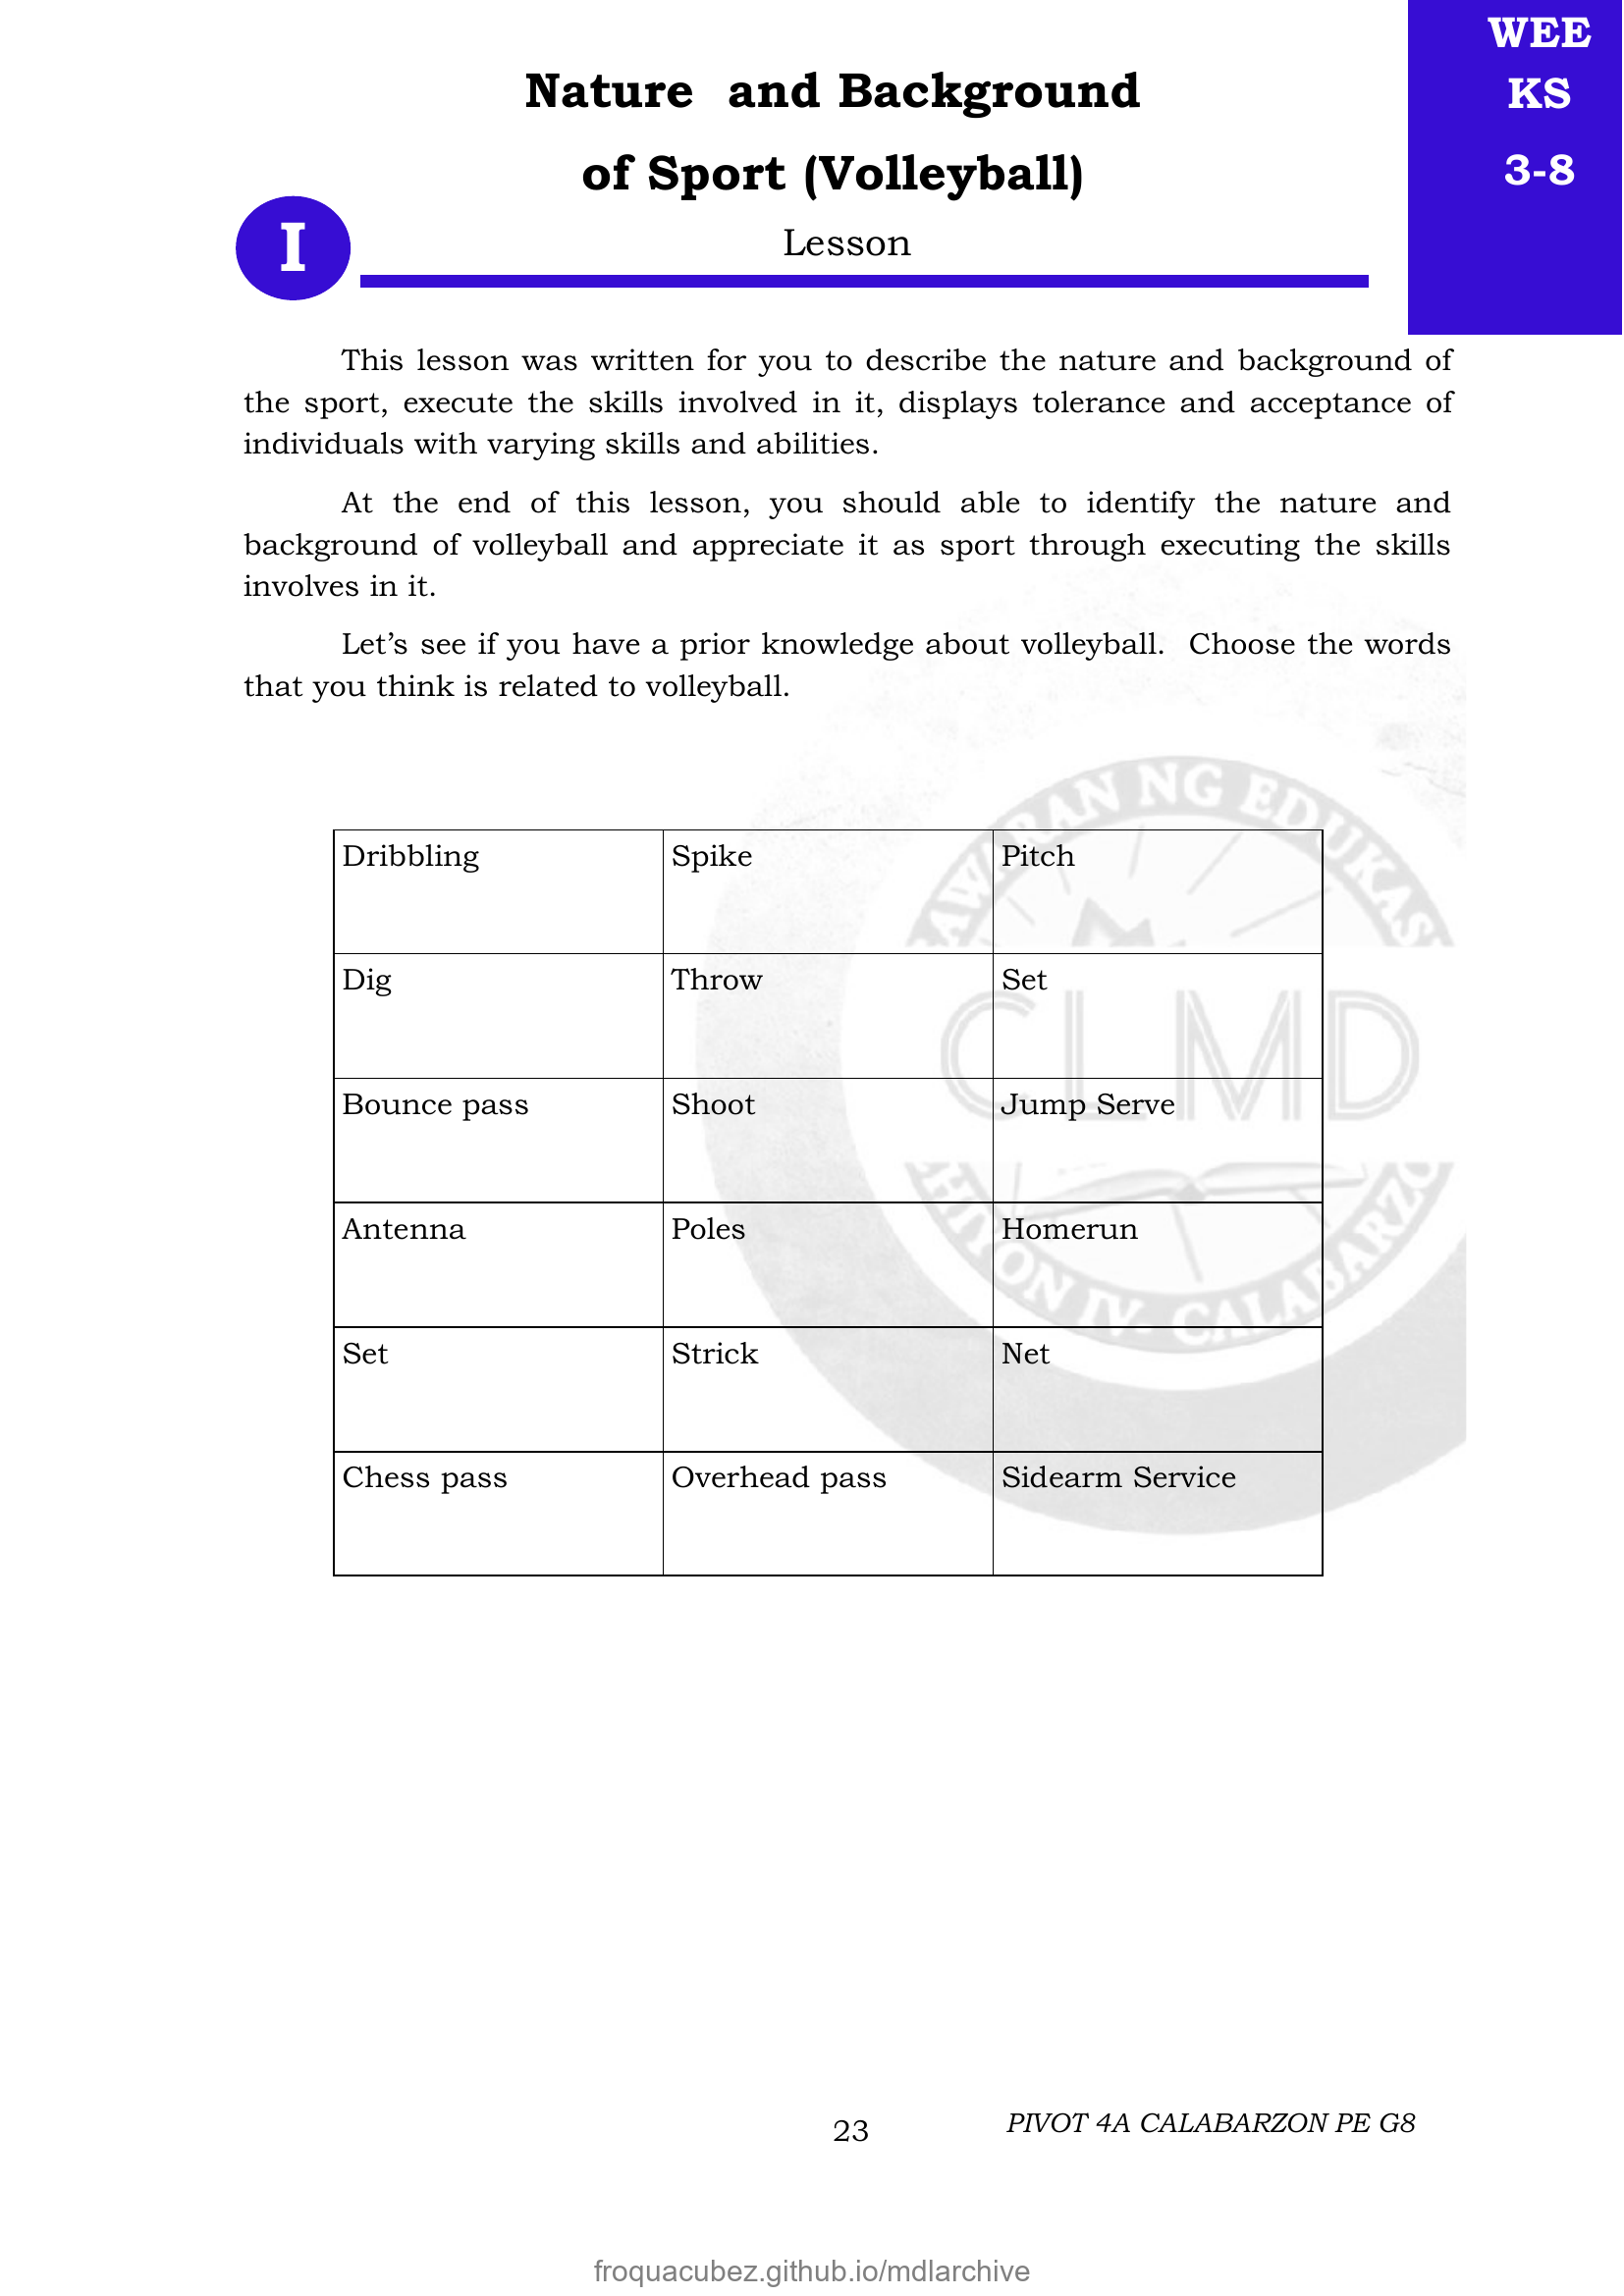 WEE
KS
3-8
Nature and Background
of Sport (Volleyball)
I
Lesson
This lesson was written for you to describe the nature and background of
the sport, execute the skills involved in it, displays tolerance and acceptance of
individuals with varying skills and abilities.
At the end of this lesson, you should able to identify the nature and
background of volleyball and appreciate it as sport through executing the skills
involves in it.
Let's see if you have a prior knowledge about volleyball. Choose the words
that you think is related to volleyball.
NG EDUKAS
Dribbling Spike Pitch
Dig Throw Set
CLMD
Bounce pass Shoot Jump Serve
Antenna Poles Homerun
HIYON IV- CALABARZO
Set Strick Net
Chess pass Overhead pass Sidearm Service
23
PIVOT 4A CALABARZON PE G8
froquacubez.github.io/mdlarchive